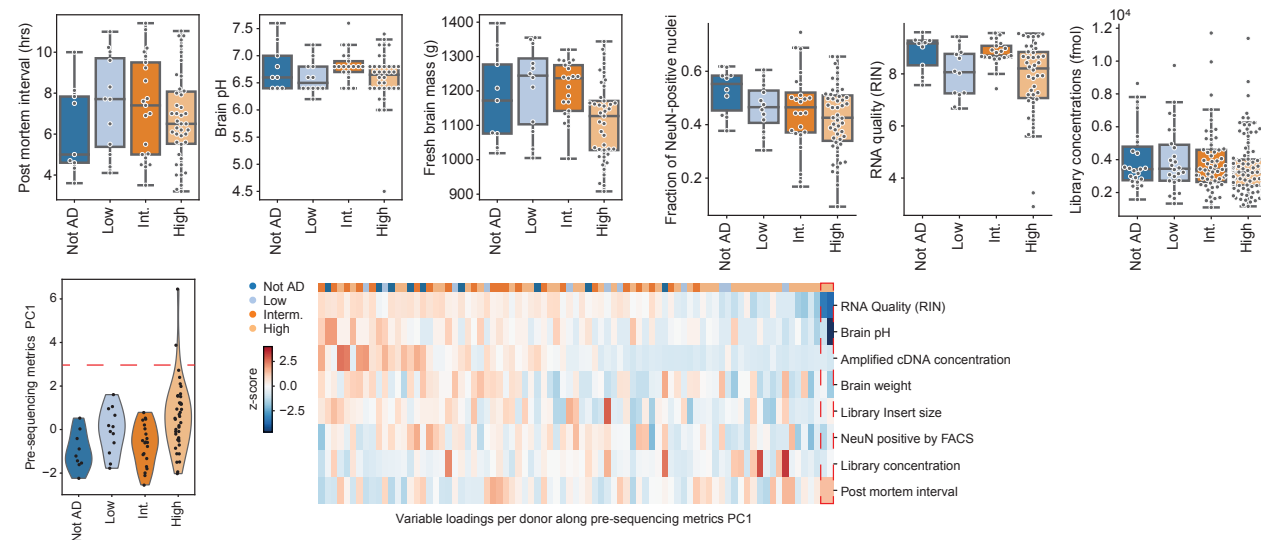 Post mortem interval (hrs)
10
8
6
4
Not AD
Low
Int.
High
Brain pH
7.5
7.0
6.5
6.0
5.5
5.0
4.5
Not AD
Low
Int.
High
Fresh brain mass (g)
1400
1300
1200
1100
1000
900
Not AD
Low
Int.
High
Fraction of NeuN-positive nuclei
0.6
0.4
0.2
Not AD
Low
Int.
High
RNA quality (RIN)
8
6
4
Not AD
Low
Int.
High
Library concentrations (fmol)
10⁴
1.2
1.0
0.8
0.6
0.4
0.2
Not AD
Low
Int.
High
Pre-sequencing metrics PC1
6
4
2
0
−2
Not AD
Low
Int.
High
Not AD
Low
Interm.
High
z-score
2.5
0.0
−2.5
RNA Quality (RIN)
Brain pH
Amplified cDNA concentration
Brain weight
Library Insert size
NeuN positive by FACS
Library concentration
Post mortem interval
Variable loadings per donor along pre-sequencing metrics PC1